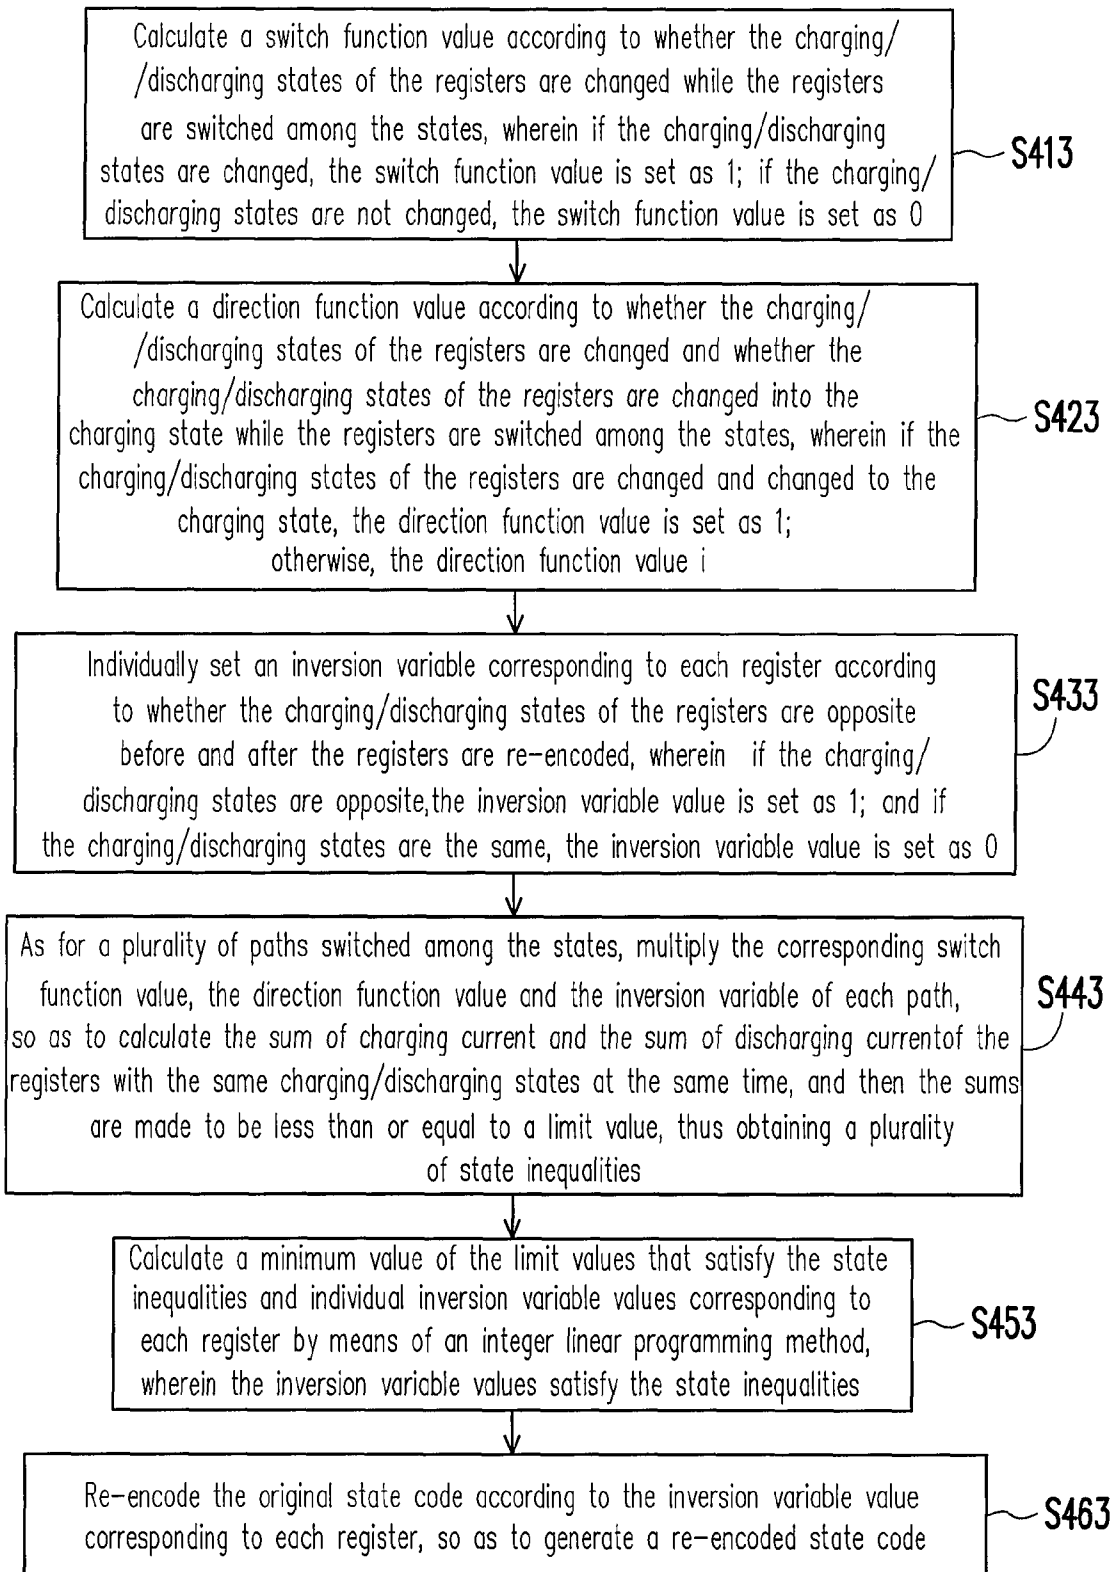 Calculate a switch function value according to whether the charging/
/discharging states of the registers are changed while the registers
are switched among the states, wherein if the charging/discharging
states are changed, the switch function value is set as 1; if the charging/
discharging states are not changed, the switch function value is set as 0
S413
Calculate a direction function value according to whether the charging/
/discharging states of the registers are changed and whether the
charging/discharging states of the registers are changed into the
charging state while the registers are switched among the states, wherein if the
charging/discharging states of the registers are changed and changed to the
charging state, the direction function value is set as 1;
otherwise, the direction function value i
S423
Individually set an inversion variable corresponding to each register according
to whether the charging/discharging states of the registers are opposite
before and after the registers are re-encoded, wherein if the charging/
discharging states are opposite,the inversion variable value is set as 1; and if
the charging/discharging states are the same, the inversion variable value is set as 0
S433
As for a plurality of paths switched among the states, multiply the corresponding switch
function value, the direction function value and the inversion variable of each path,
so as to calculate the sum of charging current and the sum of discharging currentof the
registers with the same charging/discharging states at the same time, and then the sums
are made to be less than or equal to a limit value, thus obtaining a plurality
of state inequalities
S443
Calculate a minimum value of the limit values that satisfy the state
inequalities and individual inversion variable values corresponding to
each register by means of an integer linear programming method,
wherein the inversion variable values satisfy the state inequalities
S453
Re-encode the original state code according to the inversion variable value
corresponding to each register, so as to generate a re-encoded state code
S463